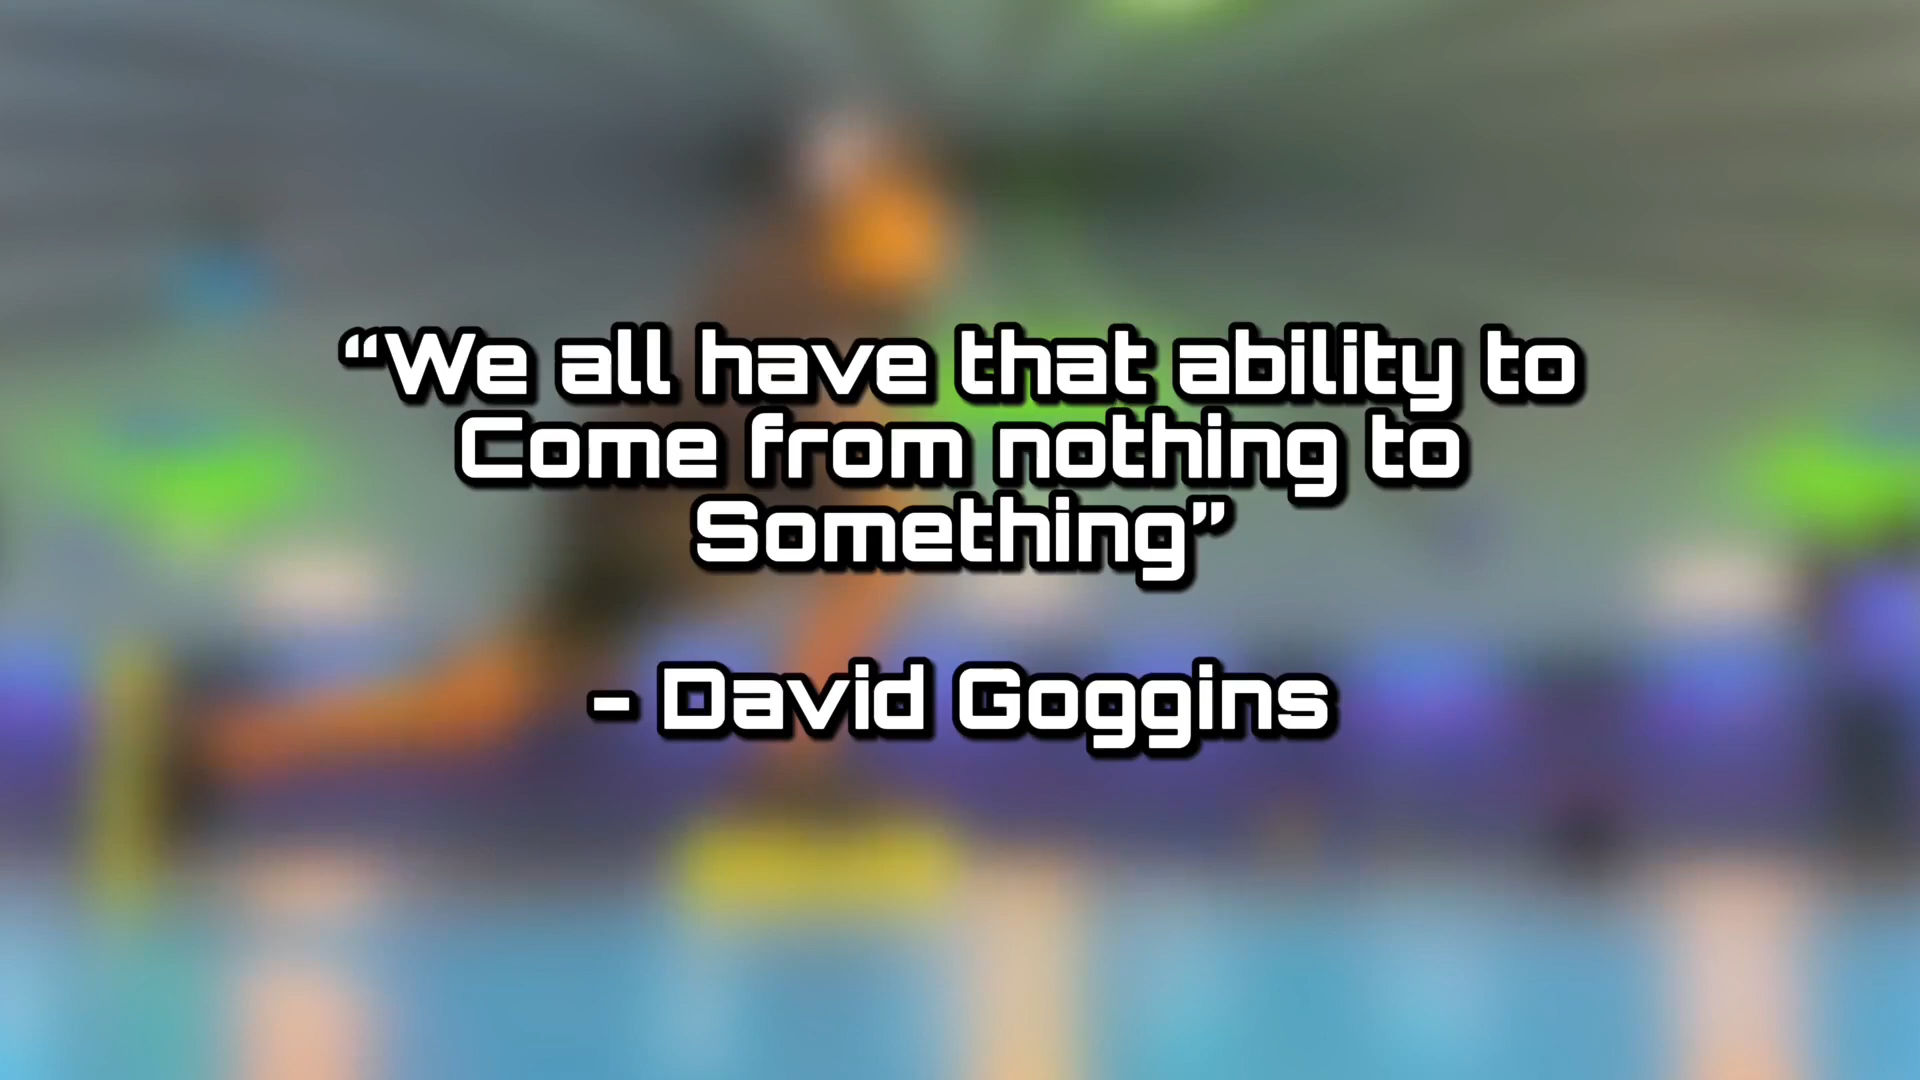 “We all have that ability to
Come from nothing to
Something”
- David Goggins